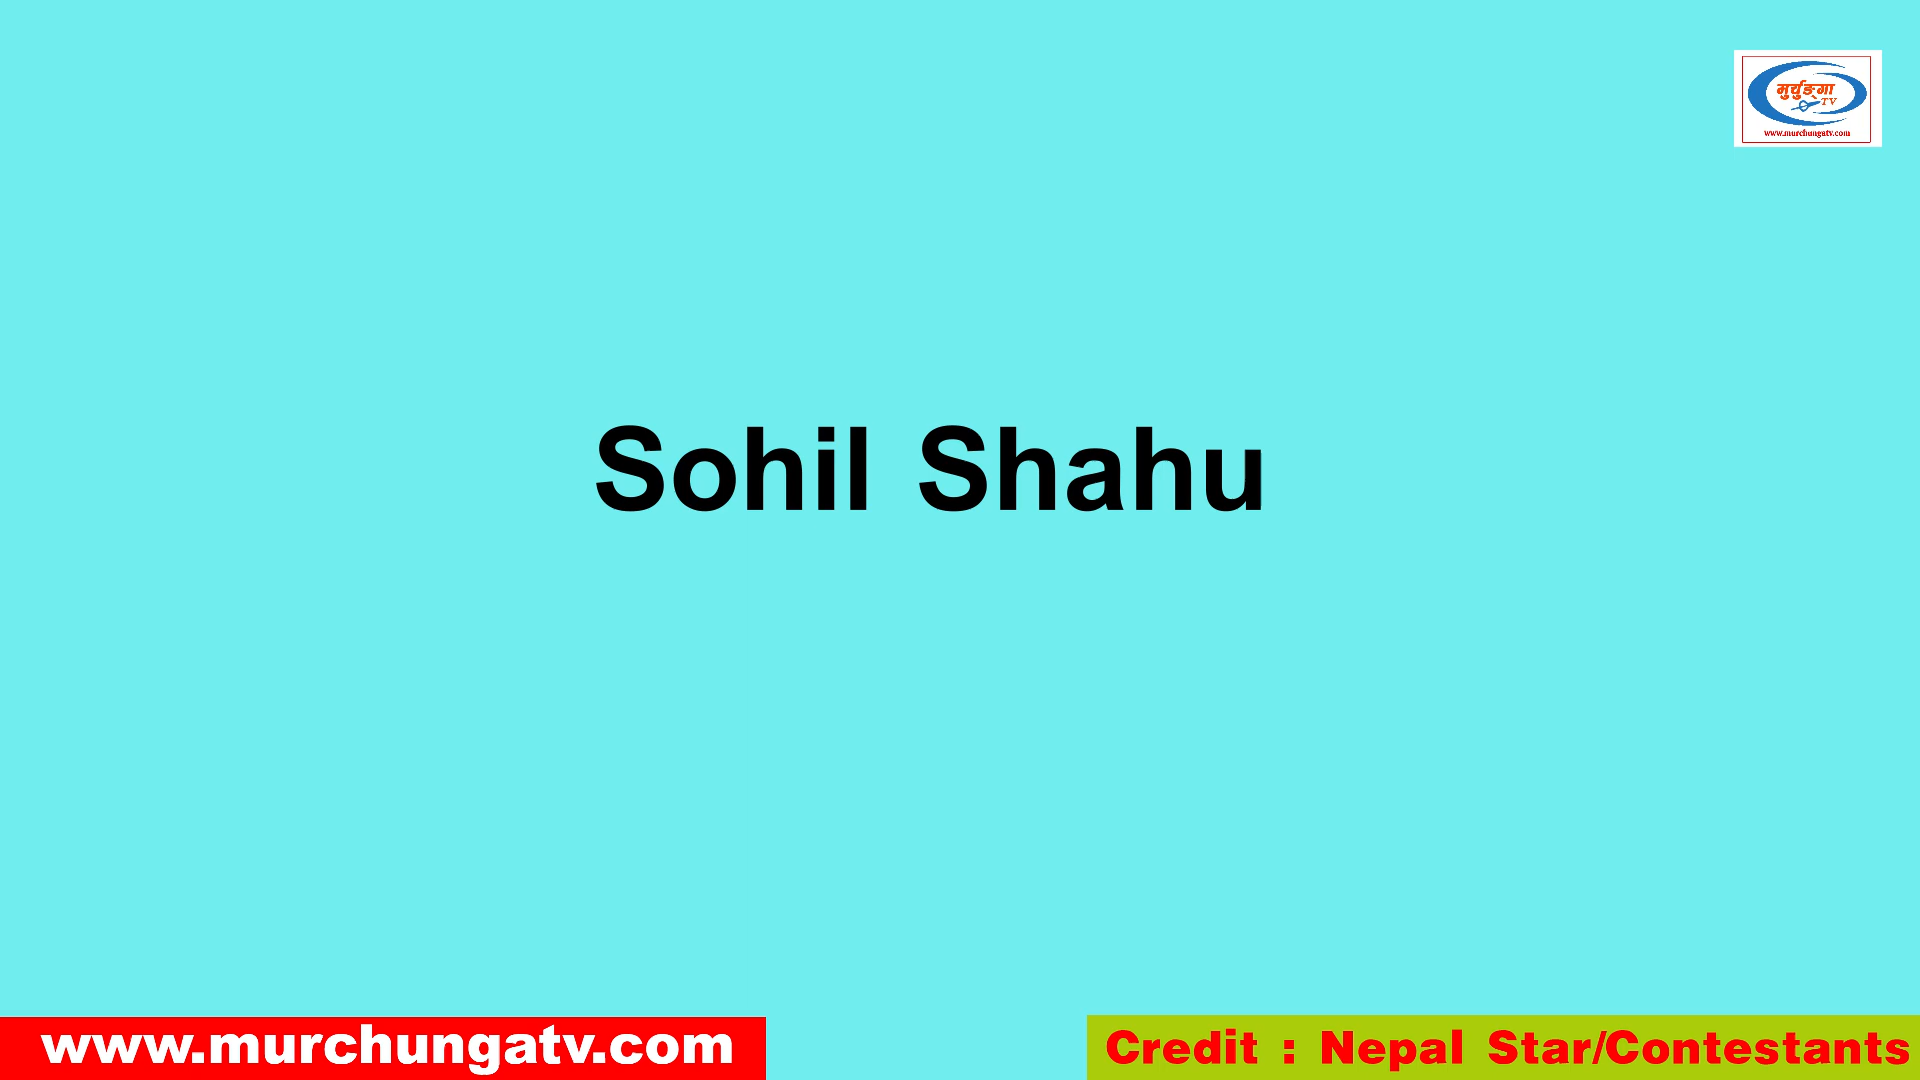 मुर्चुङ्गा
TV
www.murchungatv.com
Sohil Shahu
www.murchungatv.com
Credit : Nepal Star/Contestants